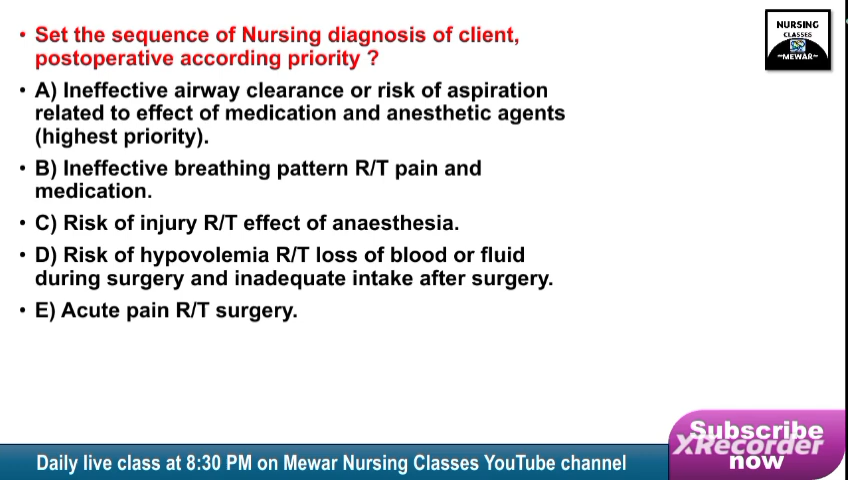 • Set the sequence of Nursing diagnosis of client,
postoperative according priority ?
• A) Ineffective airway clearance or risk of aspiration
related to effect of medication and anesthetic agents
(highest priority).
• B) Ineffective breathing pattern R/T pain and
medication.
• C) Risk of injury R/T effect of anaesthesia.
• D) Risk of hypovolemia R/T loss of blood or fluid
during surgery and inadequate intake after surgery.
• E) Acute pain R/T surgery.
NURSING
CLASSES
~MEWAR~
Subscribe
XRecorder
now
Daily live class at 8:30 PM on Mewar Nursing Classes YouTube channel